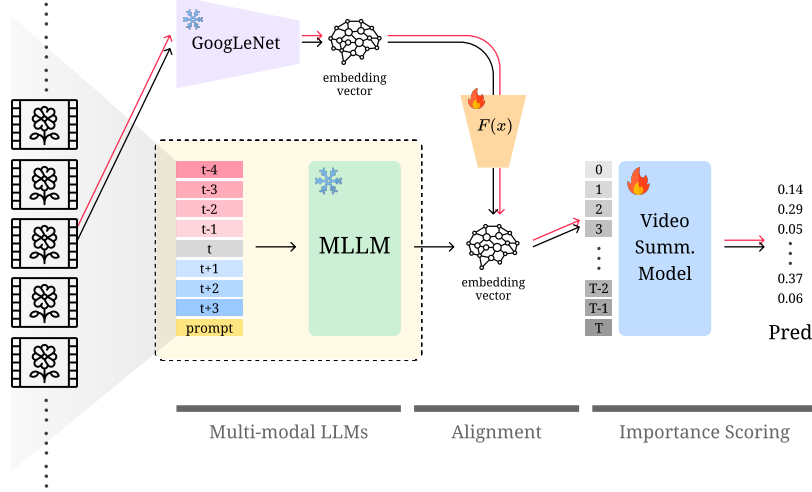 GoogLeNet
embedding
vector
F(x)
t-4
t-3
t-2
t-1
t
t+1
t+2
t+3
prompt
MLLM
embedding
vector
0
1
2
3
T-2
T-1
T
Video
Summ.
Model
0.14
0.29
0.05
0.37
0.06
Pred
Multi-modal LLMs
Alignment
Importance Scoring